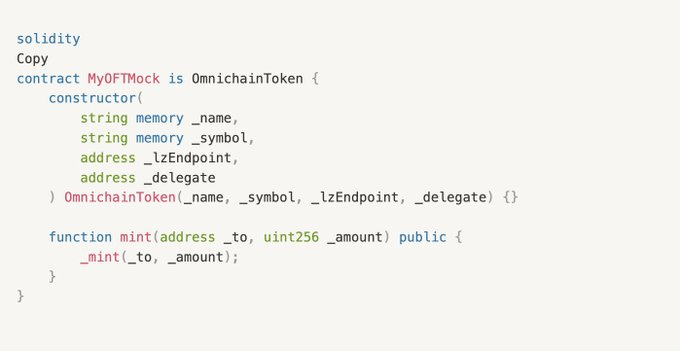 solidity
Copy
contract MyOFTMock is OmnichainToken {
    constructor(
        string memory _name,
        string memory _symbol,
        address _lzEndpoint,
        address _delegate
    ) OmnichainToken(_name, _symbol, _lzEndpoint, _delegate) {}
    function mint(address _to, uint256 _amount) public {
        _mint(_to, _amount);
    }
}